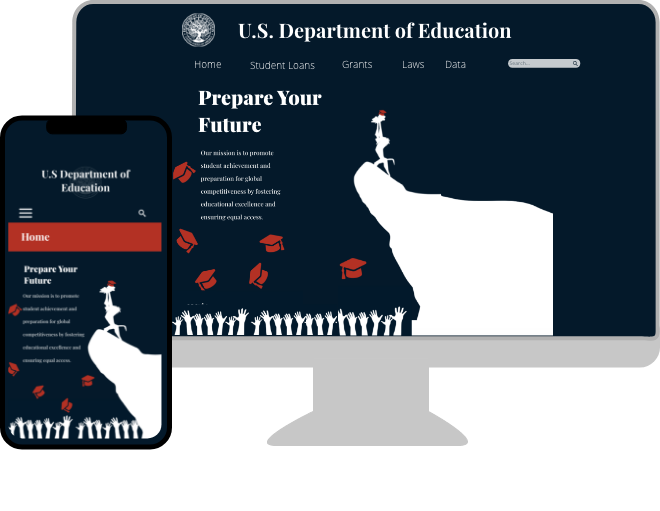 U.S. Department of Education
Home Student Loans Grants Laws Data Search...
Prepare Your
Future
Our mission is to promote
student achievement and
preparation for global
competitiveness by fostering
educational excellence and
ensuring equal access.
U.S Department of
Education
Home
Prepare Your
Future
Our mission is to promote
student achievement and
preparation for global
competitiveness by fostering
educational excellence and
ensuring equal access.